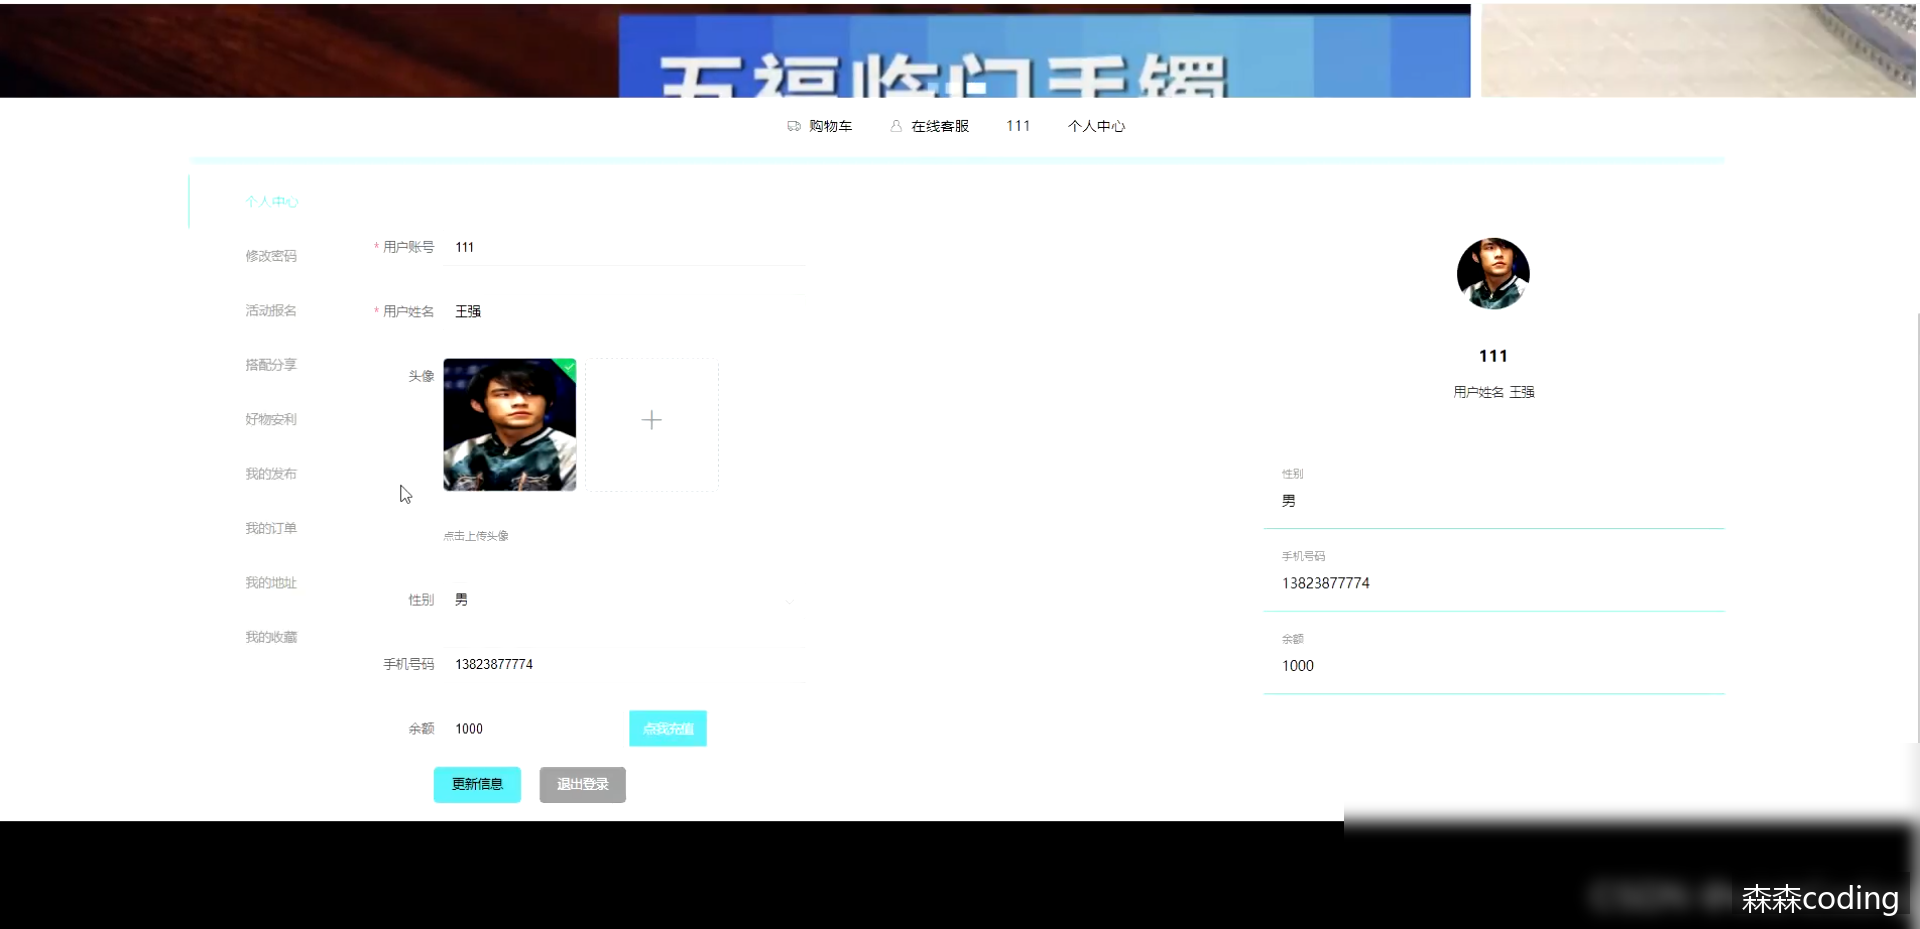 五福临门手镯
购物车 在线客服 111 个人中心
个人中心
修改密码
活动报名
搭配分享
好物安利
我的发布
我的订单
我的地址
我的收藏
* 用户账号 111
* 用户姓名 王强
头像
点击上传头像
性别 男
手机号码 13823877774
余额 1000 点我充值
更新信息 退出登录
111
用户姓名 王强
性别
男
手机号码
13823877774
余额
1000
森森coding